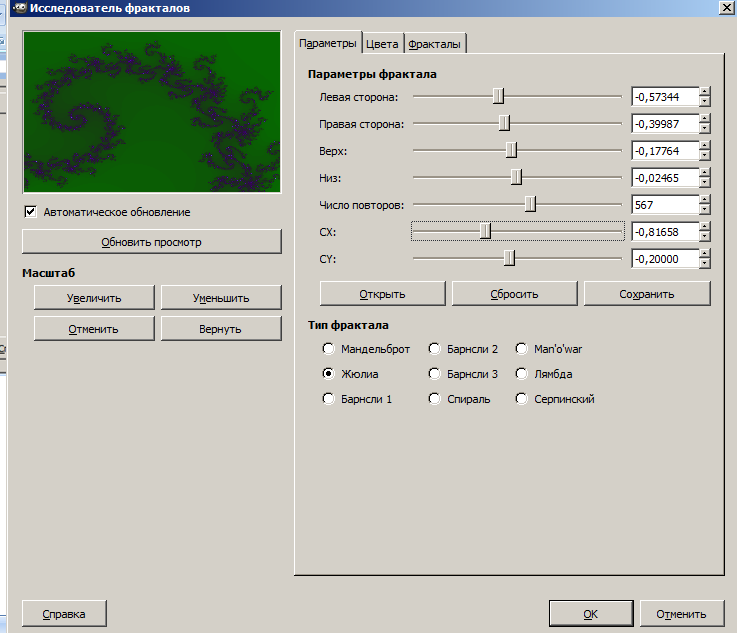 Исследователь фракталов
Параметры Цвета Фракталы
Параметры фрактала
Левая сторона: -0,57344
Правая сторона: -0,39987
Верх: -0,17764
Низ: -0,02465
Число повторов: 567
CX: -0,81658
CY: -0,20000
Открыть Сбросить Сохранить
Автоматическое обновление
Обновить просмотр
Масштаб
Увеличить Уменьшить
Отменить Вернуть
Тип фрактала
Мандельброт Барнсли 2 Man'o'war
Жюлиа Барнсли 3 Лямбда
Барнсли 1 Спираль Серпинский
Справка OK Отменить